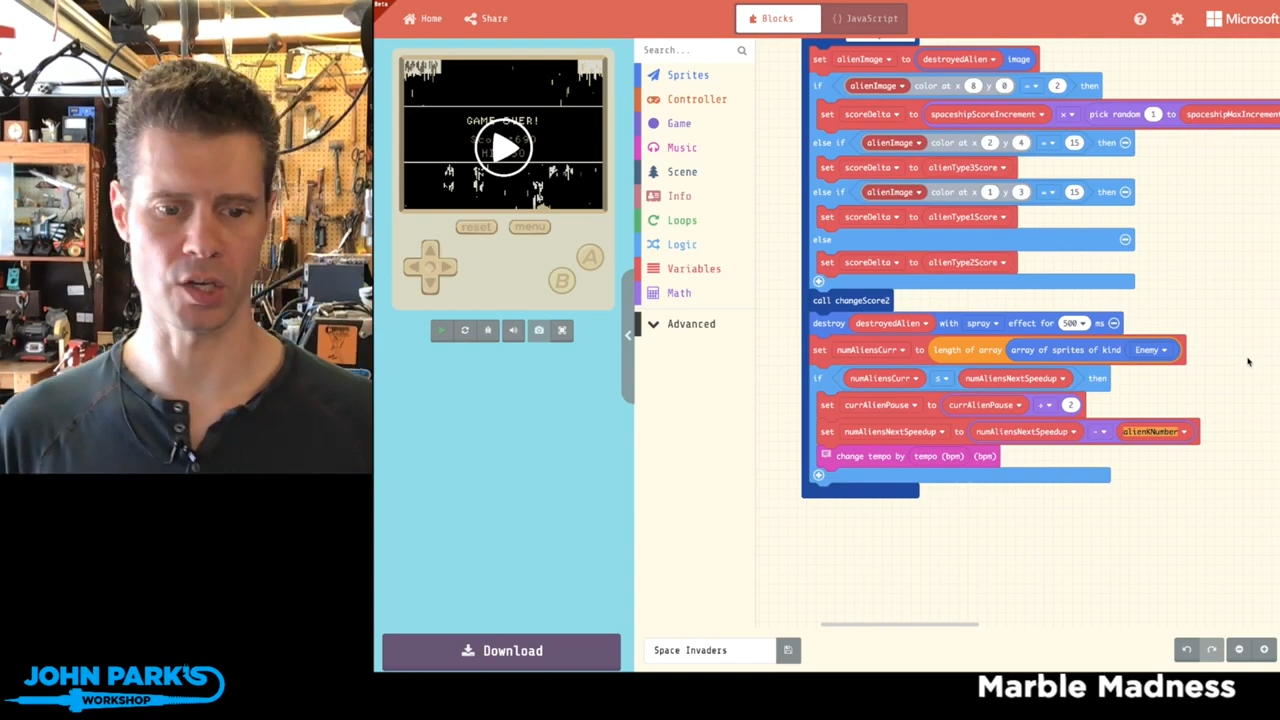 Beta
Home
Share
Blocks
{} JavaScript
Microsoft
GAME OVER!
reset
menu
A
B
Download
Search...
Sprites
Controller
Game
Music
Scene
Info
Loops
Logic
Variables
Math
Advanced
set alienImage to destroyedAlien image
if alienImage color at x 8 y 0 = 2 then
set scoreDelta to spaceshipScoreIncrement × pick random 1 to spaceshipMaxIncrement
else if alienImage color at x 2 y 4 = 15 then
set scoreDelta to alienType3Score
else if alienImage color at x 1 y 3 = 15 then
set scoreDelta to alienType1Score
else
set scoreDelta to alienType2Score
call changeScore2
destroy destroyedAlien with spray effect for 500 ms
set numAliensCurr to length of array array of sprites of kind Enemy
if numAliensCurr ≤ numAliensNextSpeedup then
set currAlienPause to currAlienPause ÷ 2
set numAliensNextSpeedup to numAliensNextSpeedup - alienKNumber
change tempo by tempo (bpm) (bpm)
Space Invaders
JOHN PARK'S
WORKSHOP
Marble Madness